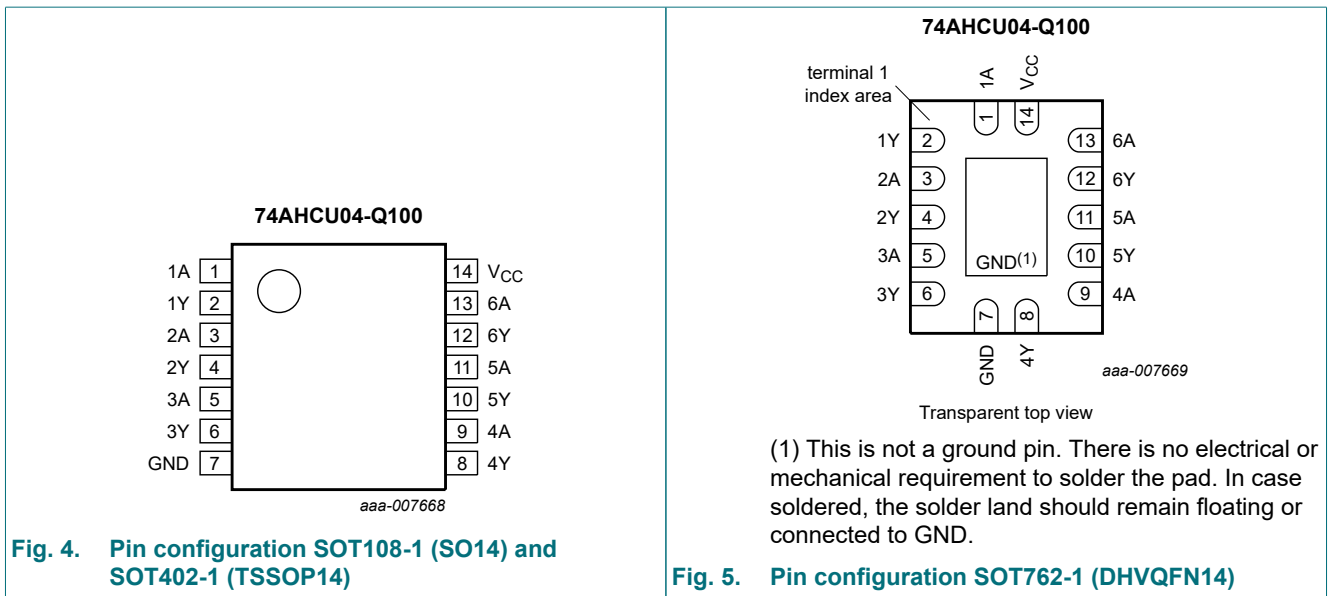 74AHCU04-Q100
1A 1
1Y 2
2A 3
2Y 4
3A 5
3Y 6
GND 7
14 VCC
13 6A
12 6Y
11 5A
10 5Y
9 4A
8 4Y
aaa-007668
Fig. 4. Pin configuration SOT108-1 (SO14) and
SOT402-1 (TSSOP14)
74AHCU04-Q100
terminal 1
index area
1A
VCC
1
14
1Y 2
2A 3
2Y 4
3A 5
3Y 6
13 6A
12 6Y
11 5A
10 5Y
9 4A
GND(1)
7
8
GND
4Y
aaa-007669
Transparent top view
(1) This is not a ground pin. There is no electrical or
mechanical requirement to solder the pad. In case
soldered, the solder land should remain floating or
connected to GND.
Fig. 5. Pin configuration SOT762-1 (DHVQFN14)